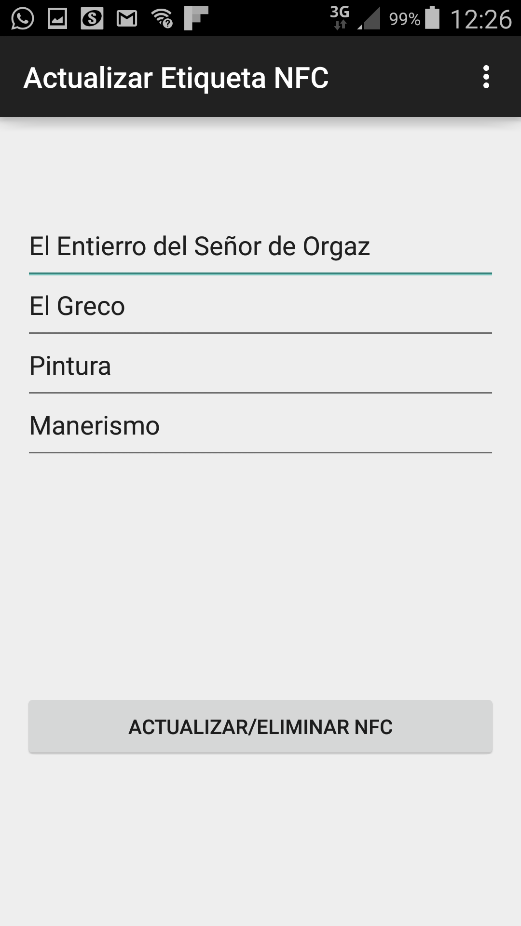 3G 99% 12:26
Actualizar Etiqueta NFC
El Entierro del Señor de Orgaz
El Greco
Pintura
Manerismo
ACTUALIZAR/ELIMINAR NFC